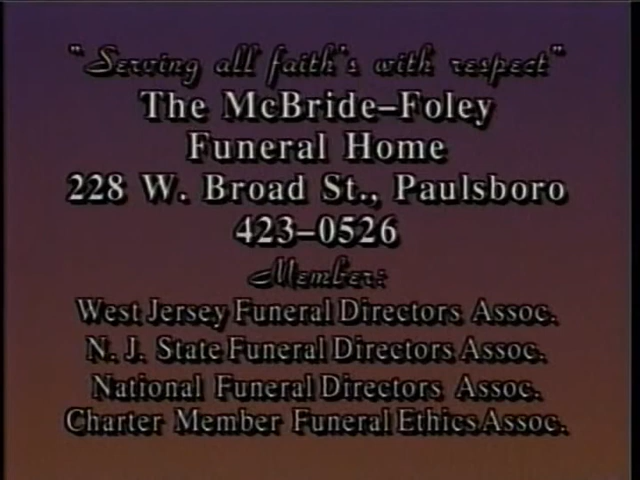 "Serving all faith's with respect"
The McBride–Foley
Funeral Home
228 W. Broad St., Paulsboro
423–0526
Member:
West Jersey Funeral Directors Assoc.
N. J. State Funeral Directors Assoc.
National Funeral Directors Assoc.
Charter Member Funeral Ethics Assoc.